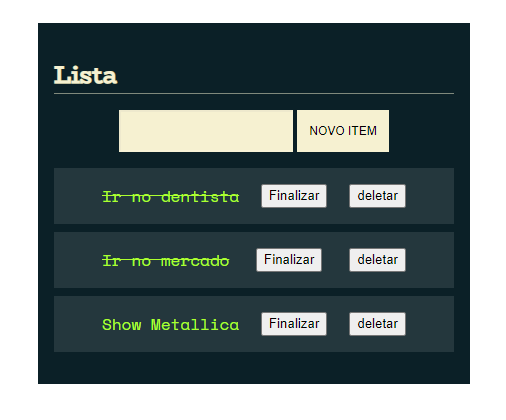 Lista
NOVO ITEM
Ir no dentista Finalizar deletar
Ir no mercado Finalizar deletar
Show Metallica Finalizar deletar